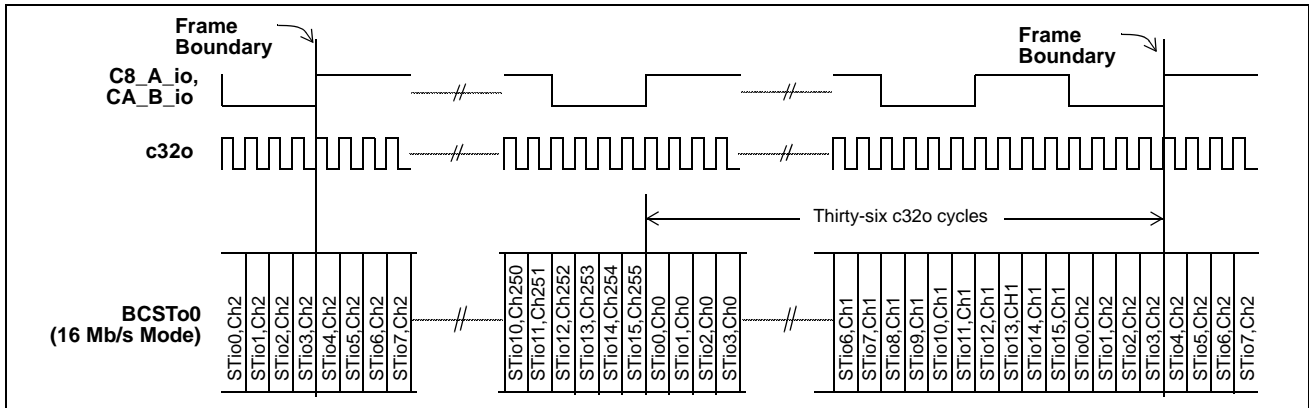 Frame
Boundary
Frame
Boundary
C8_A_io,
CA_B_io
c32o
Thirty-six c32o cycles
BCSTo0
(16 Mb/s Mode)
STio0,Ch2
STio1,Ch2
STio2,Ch2
STio3,Ch2
STio4,Ch2
STio5,Ch2
STio6,Ch2
STio7,Ch2
STio10,Ch250
STio11,Ch251
STio12,Ch252
STio13,Ch253
STio14,Ch254
STio15,Ch255
STio0,Ch0
STio1,Ch0
STio2,Ch0
STio3,Ch0
STio6,Ch1
STio7,Ch1
STio8,Ch1
STio9,Ch1
STio10,Ch1
STio11,Ch1
STio12,Ch1
STio13,CH1
STio14,Ch1
STio0,Ch2
STio1,Ch2
STio2,Ch2
STio3,Ch2
STio4,Ch2
STio5,Ch2
STio6,Ch2
STio7,Ch2